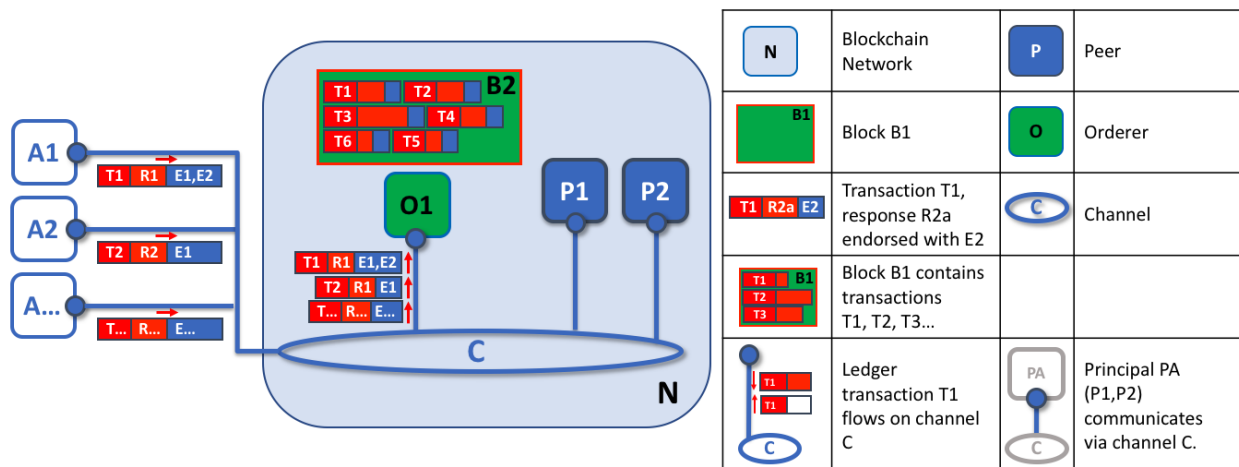 A1
T1 R1 E1,E2
A2
T2 R2 E1
A...
T... R... E...
B2
T1 T2
T3 T4
T6 T5
O1
P1
P2
T1 R1 E1,E2
T2 R1 E1
T... R... E...
C
N
N
Blockchain
Network
P
Peer
B1
Block B1
O
Orderer
T1 R2a E2
Transaction T1,
response R2a
endorsed with E2
C
Channel
B1
T1
T2
T3
Block B1 contains
transactions
T1, T2, T3...
T1
T1
C
Ledger
transaction T1
flows on channel
C
PA
C
Principal PA
(P1,P2)
communicates
via channel C.